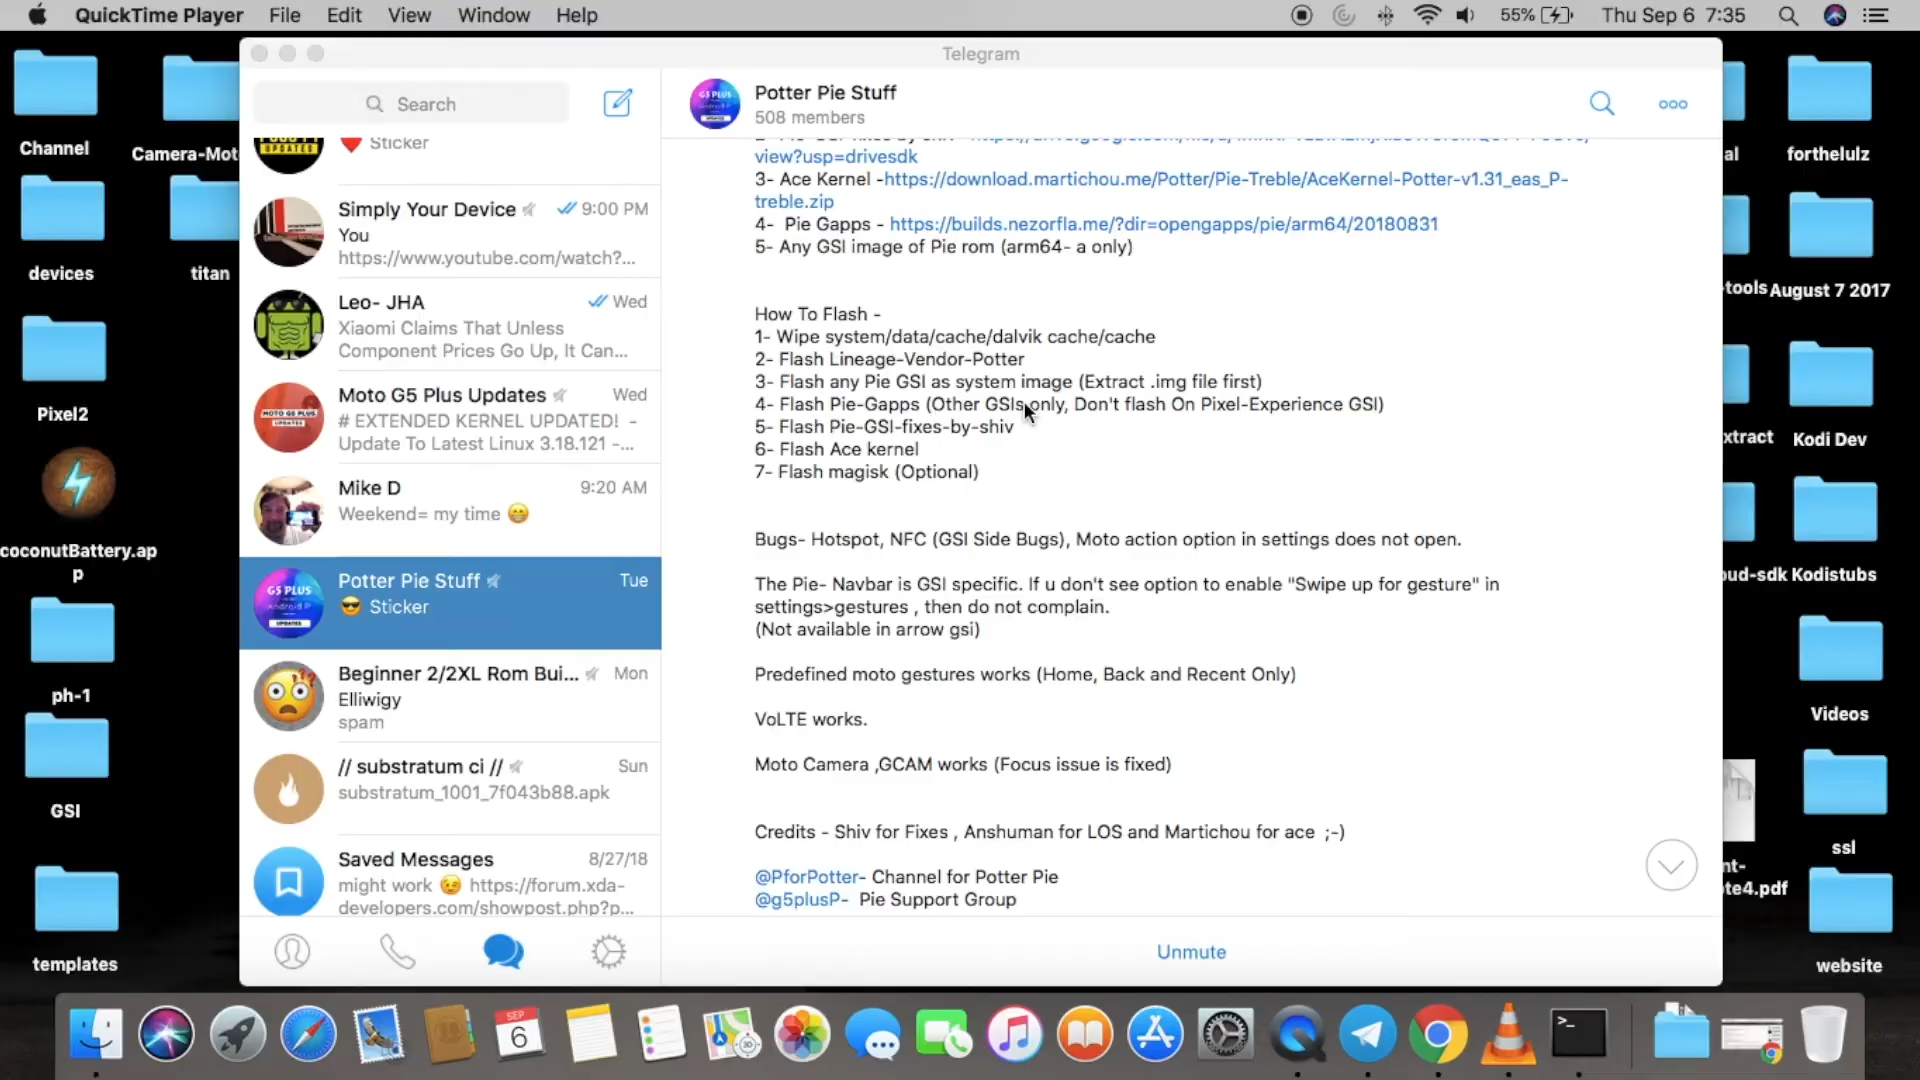 QuickTime Player File Edit View Window Help 55% Thu Sep 6 7:35
Telegram
Channel
Camera-Mot
devices
titan
Pixel2
coconutBattery.ap
p
ph-1
GSI
templates
Search
Sticker
Simply Your Device 9:00 PM
You
https://www.youtube.com/watch?...
Leo- JHA Wed
Xiaomi Claims That Unless
Component Prices Go Up, It Can...
Moto G5 Plus Updates Wed
# EXTENDED KERNEL UPDATED! -
Update To Latest Linux 3.18.121 -...
Mike D 9:20 AM
Weekend= my time 😁
Potter Pie Stuff Tue
😎 Sticker
Beginner 2/2XL Rom Bui... Mon
Elliwigy
spam
// substratum ci // Sun
substratum_1001_7f043b88.apk
Saved Messages 8/27/18
might work 😉 https://forum.xda-
developers.com/showpost.php?p...
G5 PLUS
UPDATES
Potter Pie Stuff
508 members
view?usp=drivesdk
3- Ace Kernel -https://download.martichou.me/Potter/Pie-Treble/AceKernel-Potter-v1.31_eas_P-
treble.zip
4- Pie Gapps - https://builds.nezorfla.me/?dir=opengapps/pie/arm64/20180831
5- Any GSI image of Pie rom (arm64- a only)
How To Flash -
1- Wipe system/data/cache/dalvik cache/cache
2- Flash Lineage-Vendor-Potter
3- Flash any Pie GSI as system image (Extract .img file first)
4- Flash Pie-Gapps (Other GSIs only, Don't flash On Pixel-Experience GSI)
5- Flash Pie-GSI-fixes-by-shiv
6- Flash Ace kernel
7- Flash magisk (Optional)
Bugs- Hotspot, NFC (GSI Side Bugs), Moto action option in settings does not open.
The Pie- Navbar is GSI specific. If u don't see option to enable "Swipe up for gesture" in
settings>gestures , then do not complain.
(Not available in arrow gsi)
Predefined moto gestures works (Home, Back and Recent Only)
VoLTE works.
Moto Camera ,GCAM works (Focus issue is fixed)
Credits - Shiv for Fixes , Anshuman for LOS and Martichou for ace ;-)
@PforPotter- Channel for Potter Pie
@g5plusP- Pie Support Group
Unmute
al
forthelulz
-tools
August 7 2017
xtract
Kodi Dev
oud-sdk
Kodistubs
Videos
nt-
ote4.pdf
ssl
website
SEP
6